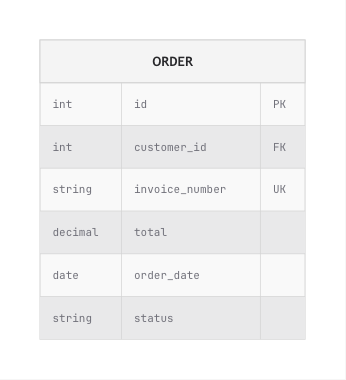 ORDER
int id PK
int customer_id FK
string invoice_number UK
decimal total
date order_date
string status